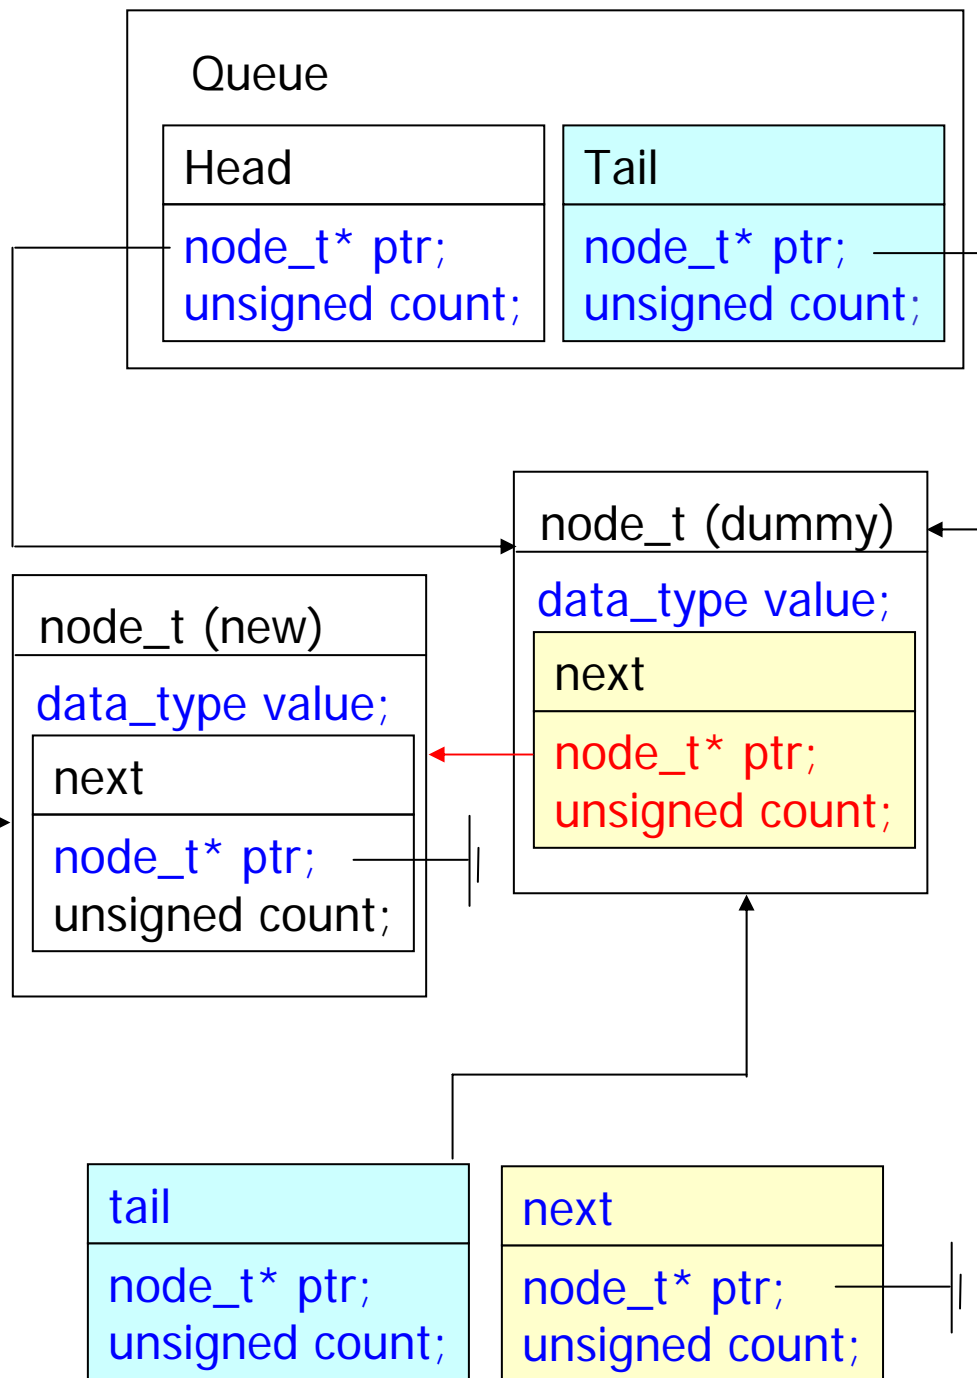 Queue
Head
node_t* ptr;
unsigned count;
Tail
node_t* ptr;
unsigned count;
node_t (dummy)
data_type value;
next
node_t* ptr;
unsigned count;
node_t (new)
data_type value;
next
node_t* ptr;
unsigned count;
tail
node_t* ptr;
unsigned count;
next
node_t* ptr;
unsigned count;